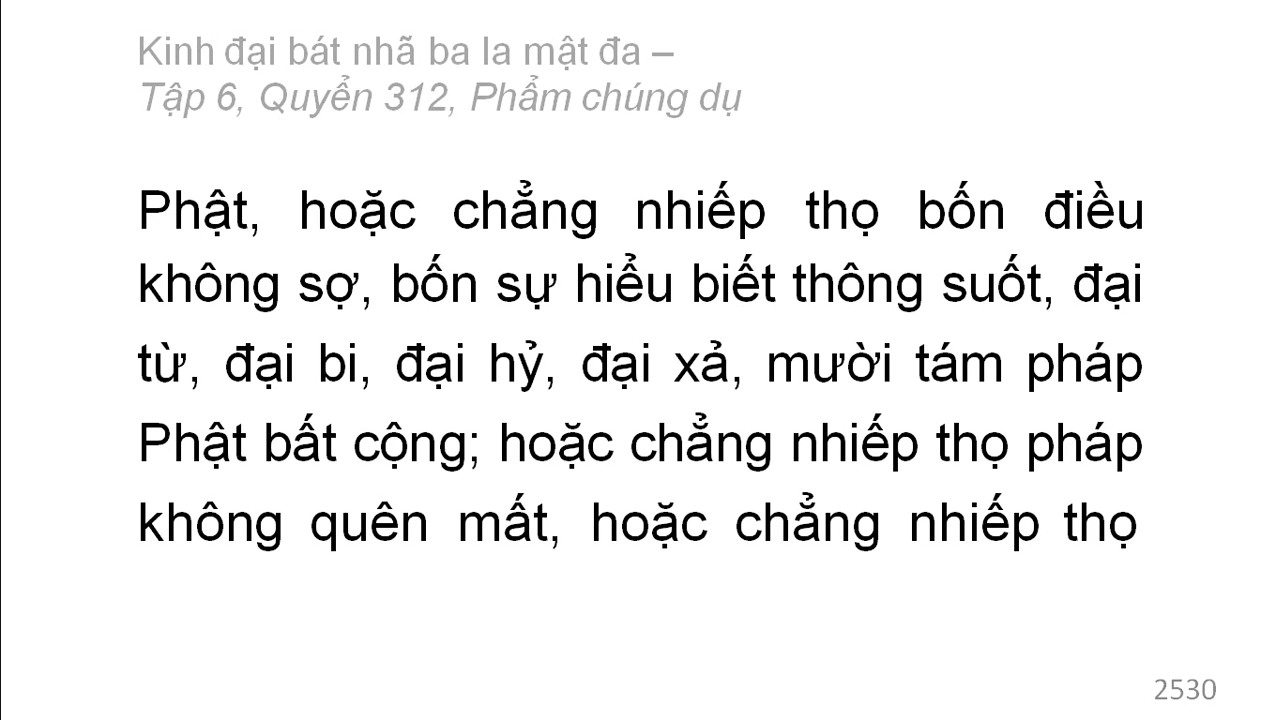 Kinh đại bát nhã ba la mật đa –
Tập 6, Quyển 312, Phẩm chúng dụ
Phật, hoặc chẳng nhiếp thọ bốn điều
không sợ, bốn sự hiểu biết thông suốt, đại
từ, đại bi, đại hỷ, đại xả, mười tám pháp
Phật bất cộng; hoặc chẳng nhiếp thọ pháp
không quên mất, hoặc chẳng nhiếp thọ
2530